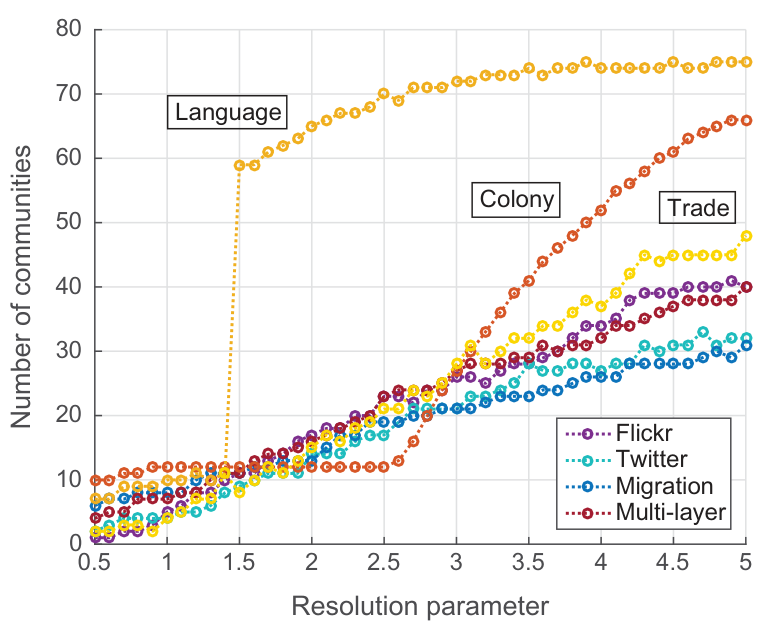 80
70
60
50
40
30
20
10
0
Number of communities
Language
Colony
Trade
Flickr
Twitter
Migration
Multi-layer
0.5 1 1.5 2 2.5 3 3.5 4 4.5 5
Resolution parameter